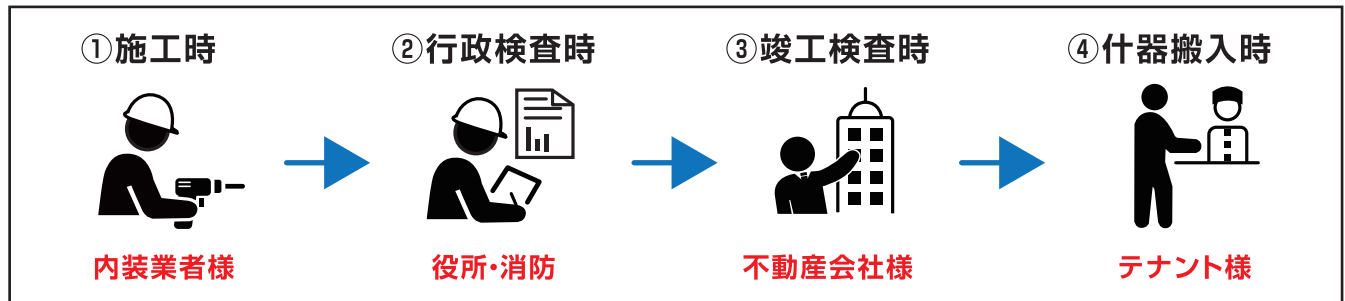 ①施工時
②行政検査時
③竣工検査時
④什器搬入時
内装業者様
役所・消防
不動産会社様
テナント様